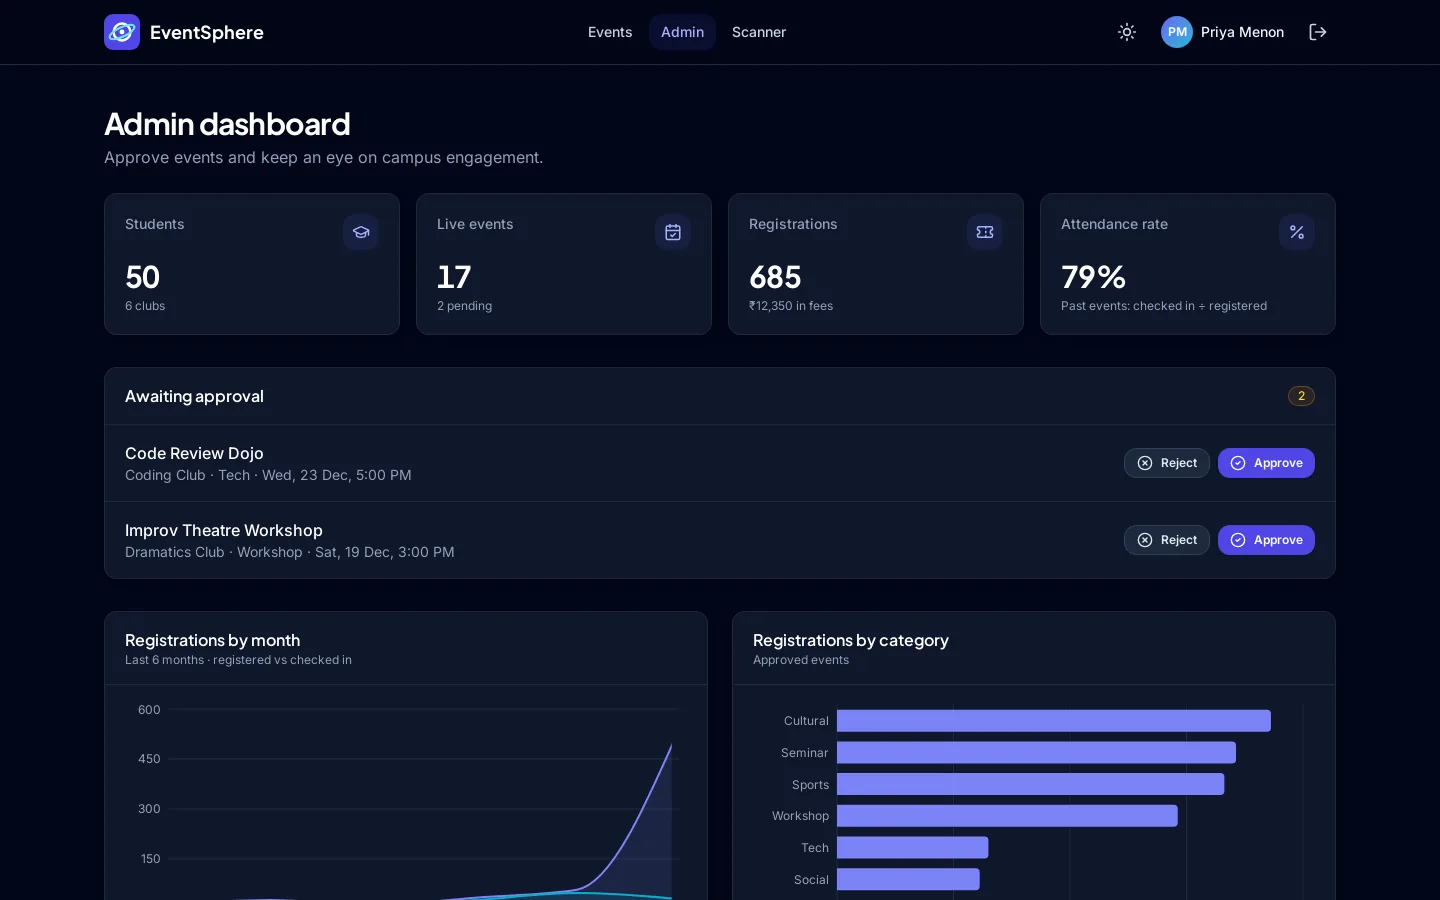 EventSphere
Events
Admin
Scanner
PM
Priya Menon
Admin dashboard
Approve events and keep an eye on campus engagement.
Students
50
6 clubs
Live events
17
2 pending
Registrations
685
₹12,350 in fees
Attendance rate
79%
Past events: checked in ÷ registered
Awaiting approval
2
Code Review Dojo
Coding Club · Tech · Wed, 23 Dec, 5:00 PM
Reject
Approve
Improv Theatre Workshop
Dramatics Club · Workshop · Sat, 19 Dec, 3:00 PM
Reject
Approve
Registrations by month
Last 6 months · registered vs checked in
600
450
300
150
Registrations by category
Approved events
Cultural
Seminar
Sports
Workshop
Tech
Social